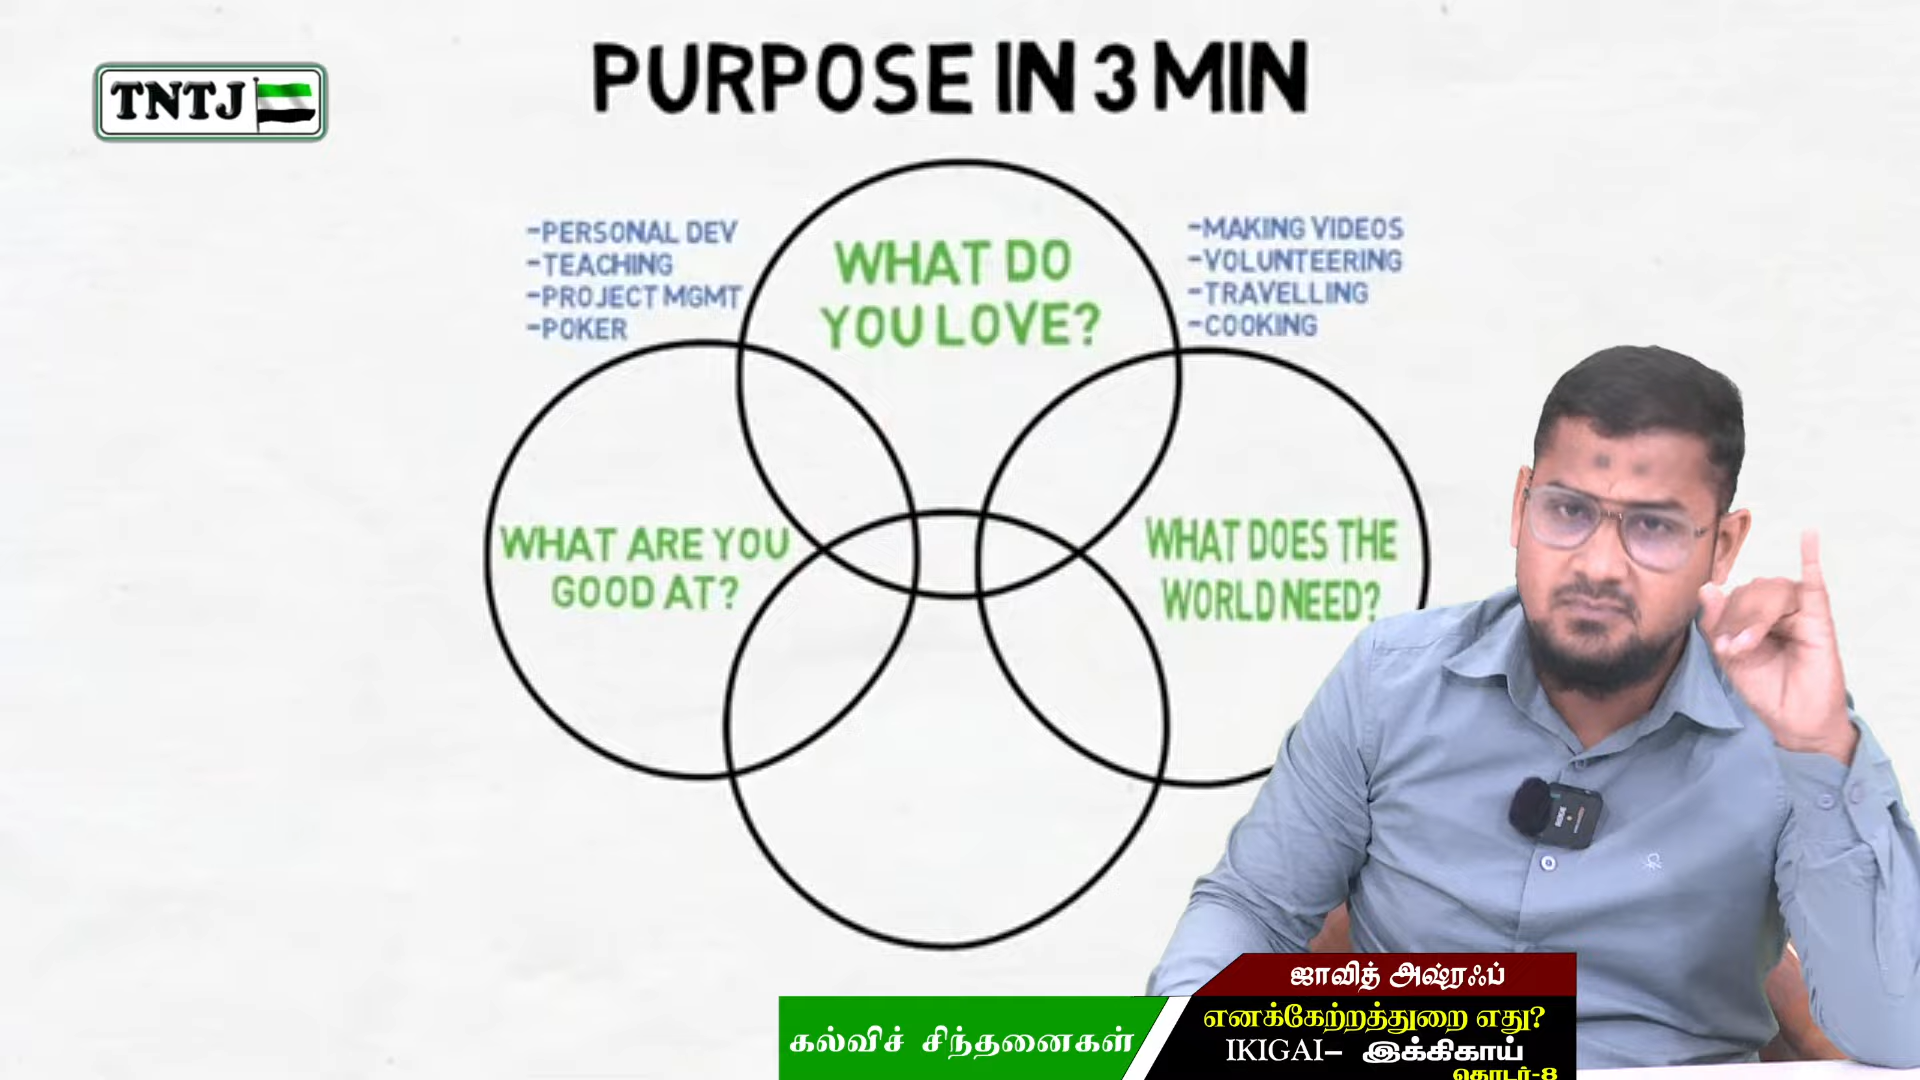 PURPOSE IN 3 MIN
TNTJ
-PERSONAL DEV
-TEACHING
-PROJECT MGMT
-POKER
WHAT DO
YOU LOVE?
-MAKING VIDEOS
-VOLUNTEERING
-TRAVELLING
-COOKING
WHAT ARE YOU
GOOD AT?
WHAT DOES THE
WORLD NEED?
ஜாவித் அஷ்ரஃப்
கல்விச் சிந்தனைகள்
எனக்கேற்றத்துறை எது?
IKIGAI– இக்கிகாய்
தொடர்-8